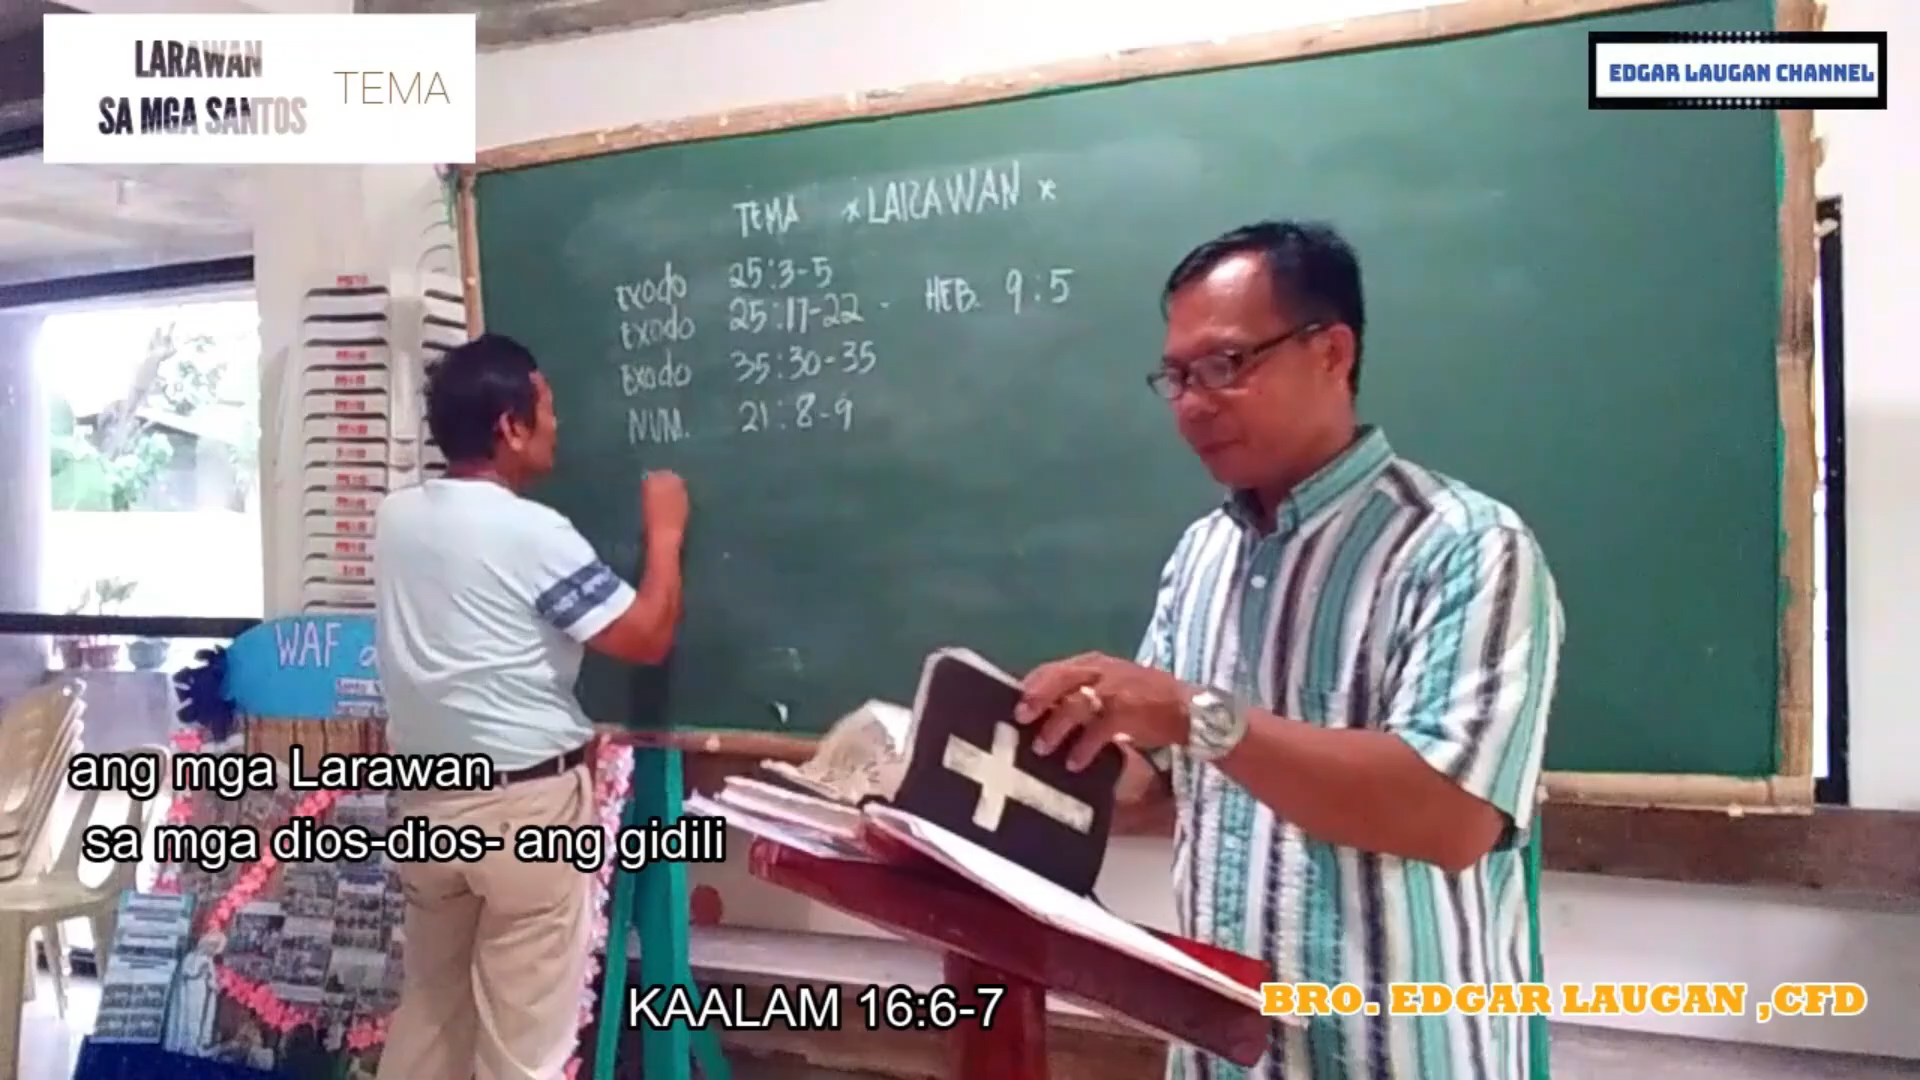 LARAWAN
SA MGA SANTOS
TEMA
EDGAR LAUGAN CHANNEL
TEMA *LARAWAN*
EXODO 25:3-5
EXODO 25:17-22 - HEB. 9:5
EXODO 35:30-35
NUM. 21:8-9
WAF
ang mga Larawan
sa mga dios-dios- ang gidili
KAALAM 16:6-7
BRO. EDGAR LAUGAN ,CFD